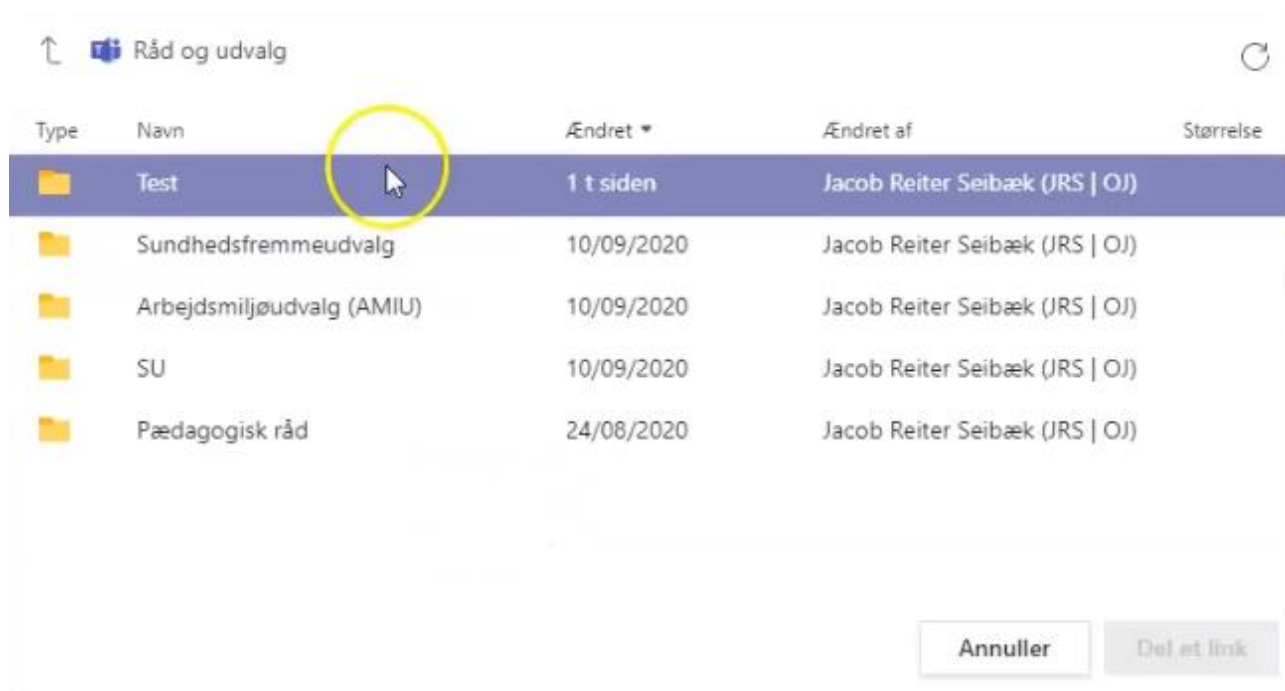 Råd og udvalg
Type Navn Ændret Ændret af Størrelse
Test 1 t siden Jacob Reiter Seibæk (JRS | OJ)
Sundhedsfremmeudvalg 10/09/2020 Jacob Reiter Seibæk (JRS | OJ)
Arbejdsmiljøudvalg (AMIU) 10/09/2020 Jacob Reiter Seibæk (JRS | OJ)
SU 10/09/2020 Jacob Reiter Seibæk (JRS | OJ)
Pædagogisk råd 24/08/2020 Jacob Reiter Seibæk (JRS | OJ)
Annuller Del et link